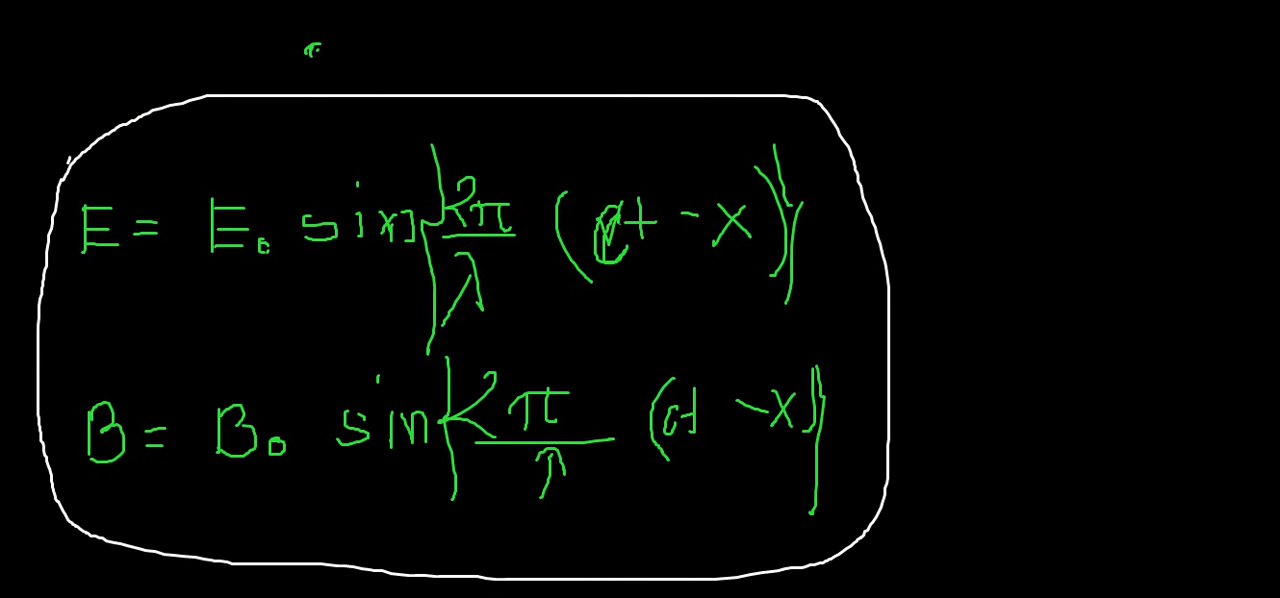 E = E₀ sin{2π/λ (ct - x)}
B = B₀ sin{2π/λ (ct - x)}